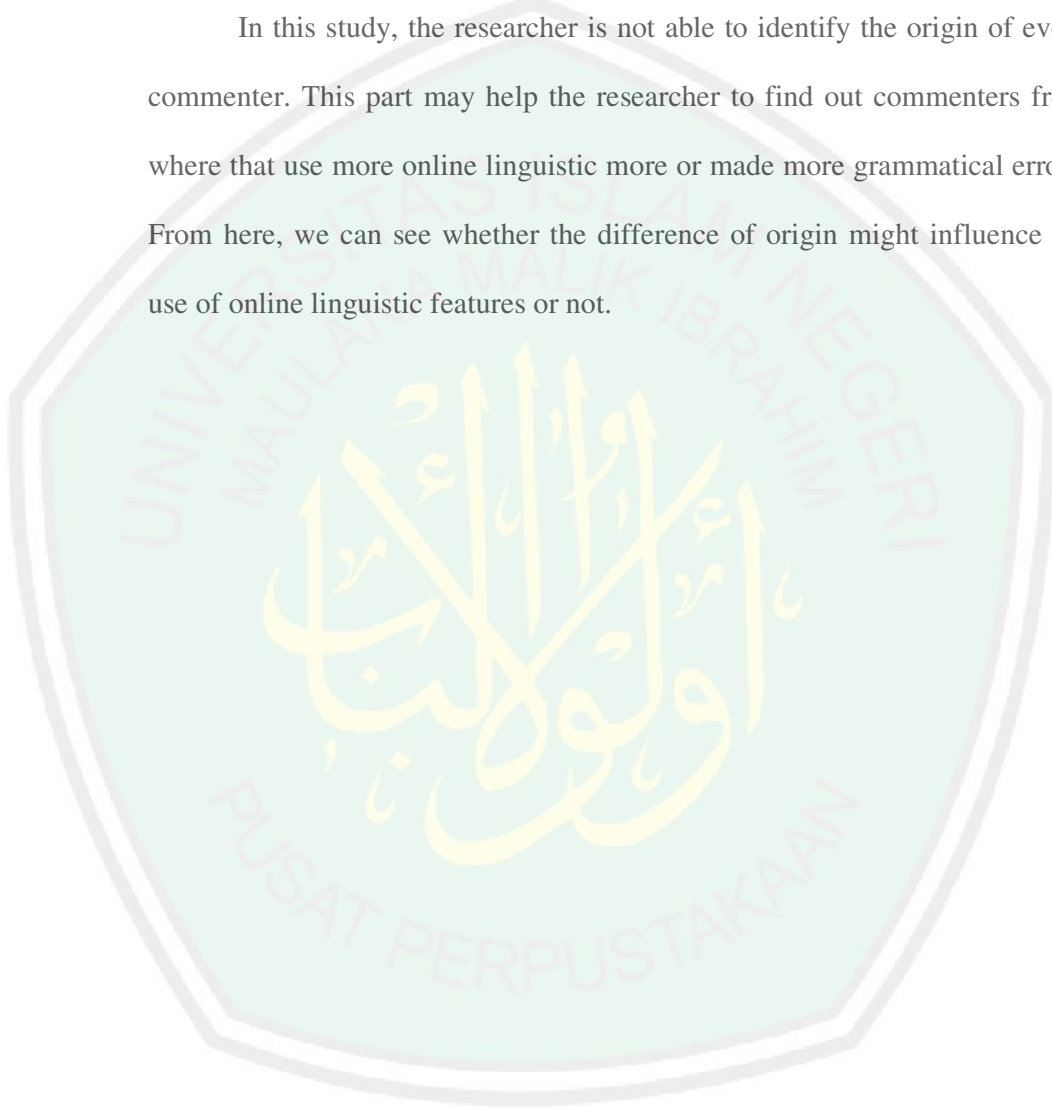 In this study, the researcher is not able to identify the origin of eve
commenter. This part may help the researcher to find out commenters fr
where that use more online linguistic more or made more grammatical erro
From here, we can see whether the difference of origin might influence
use of online linguistic features or not.
UNIVERSITAS ISLAM NEGERI
MAULANA MALIK IBRAHIM
أولوا الألباب
PUSAT PERPUSTAKAAN